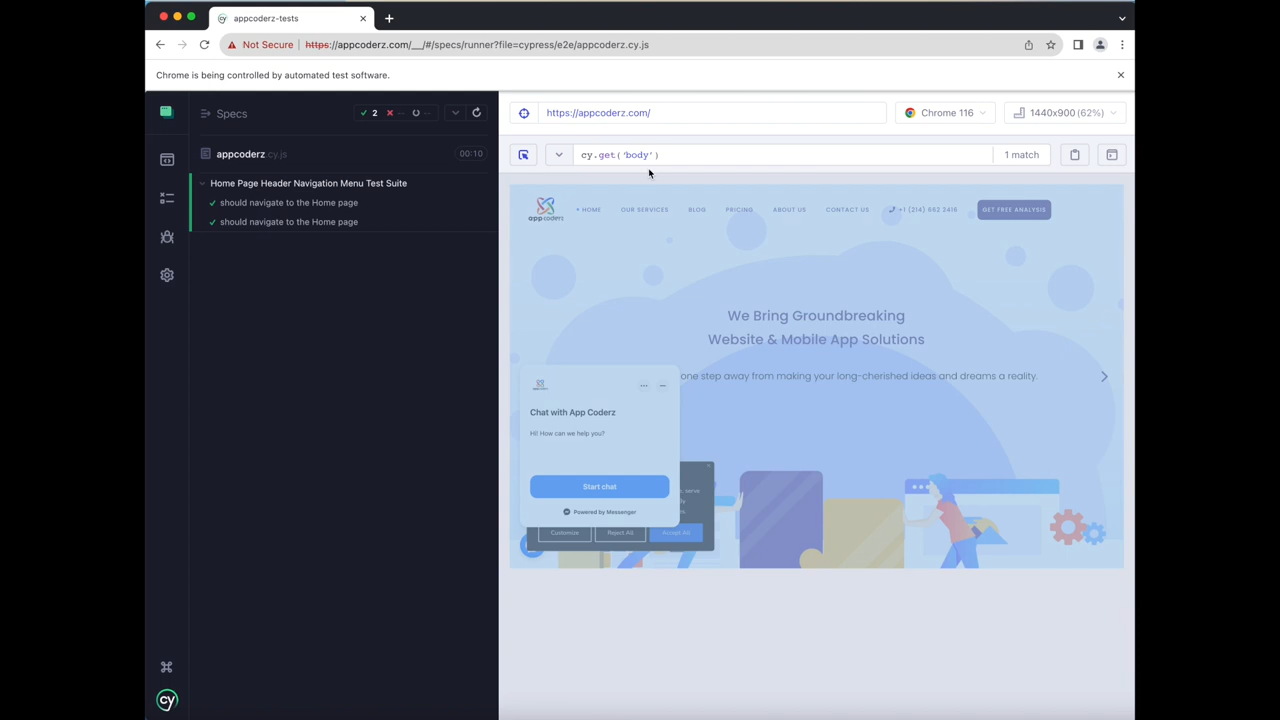 appcoderz-tests
Not Secure https://appcoderz.com/__/#/specs/runner?file=cypress/e2e/appcoderz.cy.js
Chrome is being controlled by automated test software.
Specs
2 -- --
https://appcoderz.com/
Chrome 116
1440x900 (62%)
appcoderz.cy.js
00:10
cy.get('body')
1 match
Home Page Header Navigation Menu Test Suite
should navigate to the Home page
should navigate to the Home page
app coderz
HOME
OUR SERVICES
BLOG
PRICING
ABOUT US
CONTACT US
+1 (214) 662 2416
GET FREE ANALYSIS
We Bring Groundbreaking
Website & Mobile App Solutions
one step away from making your long-cherished ideas and dreams a reality.
Chat with App Coderz
Hi! How can we help you?
Start chat
, serve
Powered by Messenger
Customize
Reject All
Accept All
cy